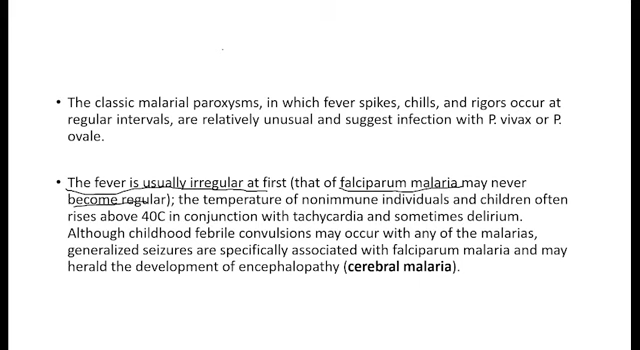 • The classic malarial paroxysms, in which fever spikes, chills, and rigors occur at
regular intervals, are relatively unusual and suggest infection with P. vivax or P.
ovale.
• The fever is usually irregular at first (that of falciparum malaria may never
become regular); the temperature of nonimmune individuals and children often
rises above 40C in conjunction with tachycardia and sometimes delirium.
Although childhood febrile convulsions may occur with any of the malarias,
generalized seizures are specifically associated with falciparum malaria and may
herald the development of encephalopathy (cerebral malaria).